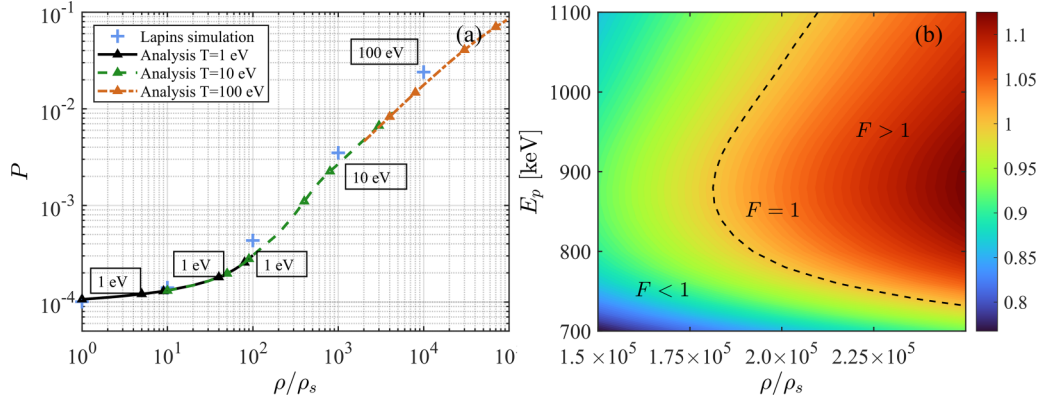 (a)
Lapins simulation
Analysis T=1 eV
Analysis T=10 eV
Analysis T=100 eV
100 eV
10 eV
1 eV
1 eV
1 eV
P
10^-1
10^-2
10^-3
10^-4
10^0
10^1
10^2
10^3
10^4
10
ρ/ρ_s
(b)
E_p [keV]
1100
1000
900
800
700
F > 1
F = 1
F < 1
1.5 × 10^5
1.75×10^5
2.0×10^5
2.25×10^5
ρ/ρ_s
1.1
1.05
1
0.95
0.9
0.85
0.8